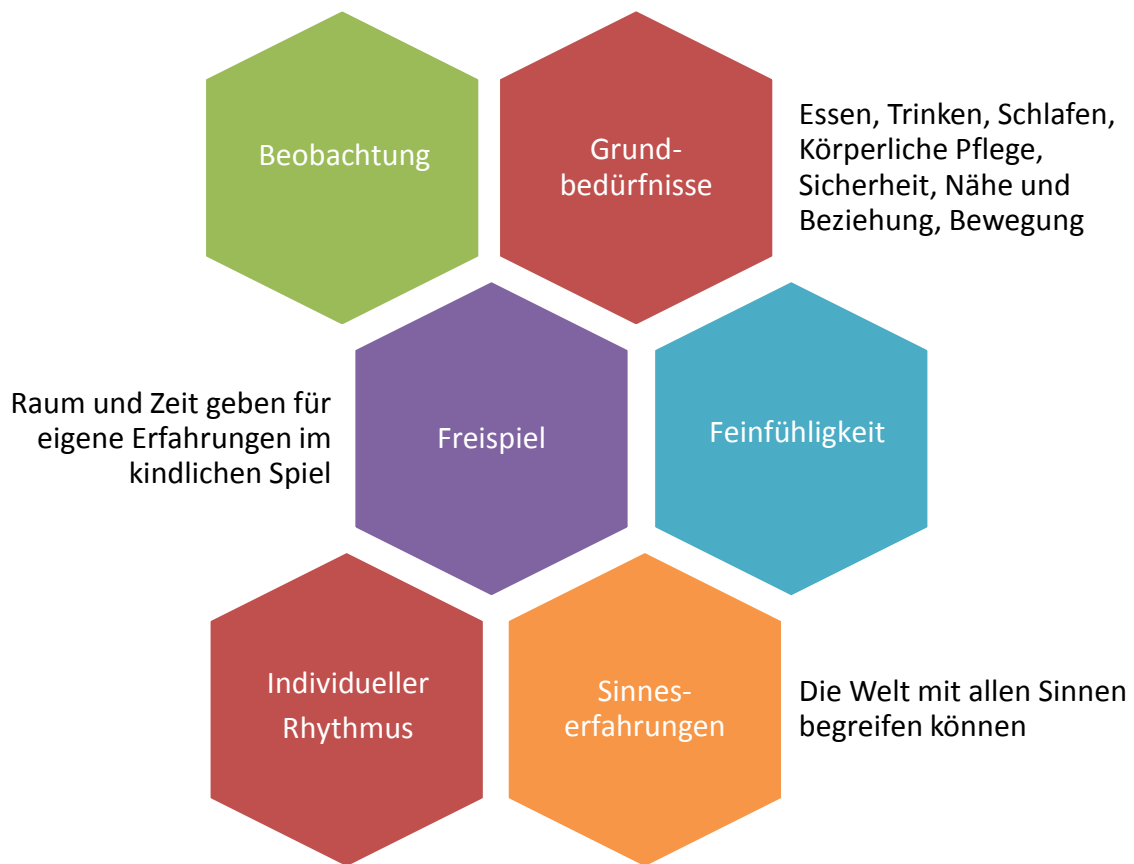 Beobachtung
Grund-
bedürfnisse
Essen, Trinken, Schlafen,
Körperliche Pflege,
Sicherheit, Nähe und
Beziehung, Bewegung
Raum und Zeit geben für
eigene Erfahrungen im
kindlichen Spiel
Freispiel
Feinfühligkeit
Individueller
Rhythmus
Sinnes-
erfahrungen
Die Welt mit allen Sinnen
begreifen können